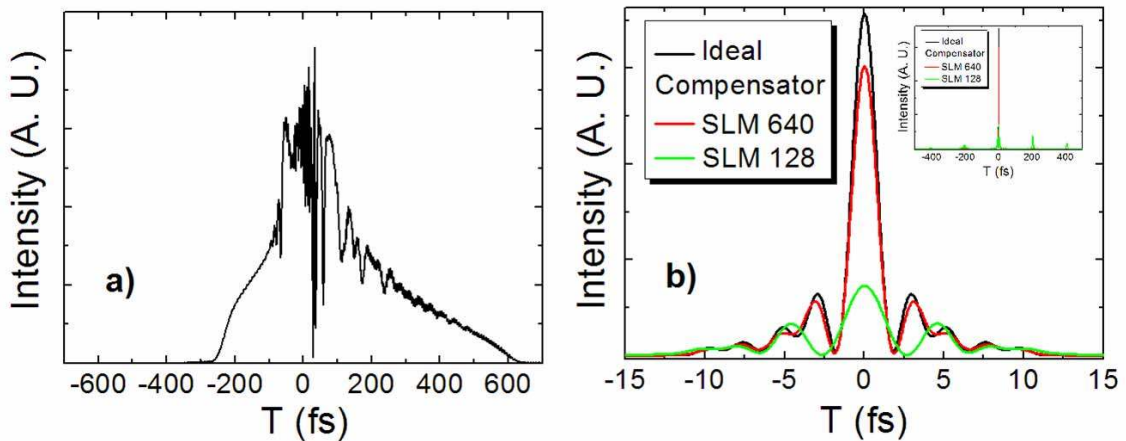 Intensity (A. U.)
a)
-600 -400 -200 0 200 400 600
T (fs)
Intensity (A. U.)
Ideal
Compensator
SLM 640
SLM 128
b)
-15 -10 -5 0 5 10 15
T (fs)
Intensity (A. U.)
Ideal
Compensator
SLM 640
SLM 128
-400 -200 0 200 400
T (fs)